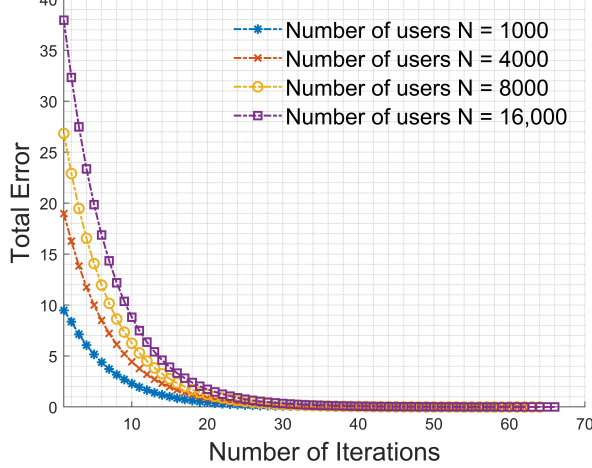 40
35
30
25
20
15
10
5
0
Total Error
Number of users N = 1000
Number of users N = 4000
Number of users N = 8000
Number of users N = 16,000
10 20 30 40 50 60 70
Number of Iterations